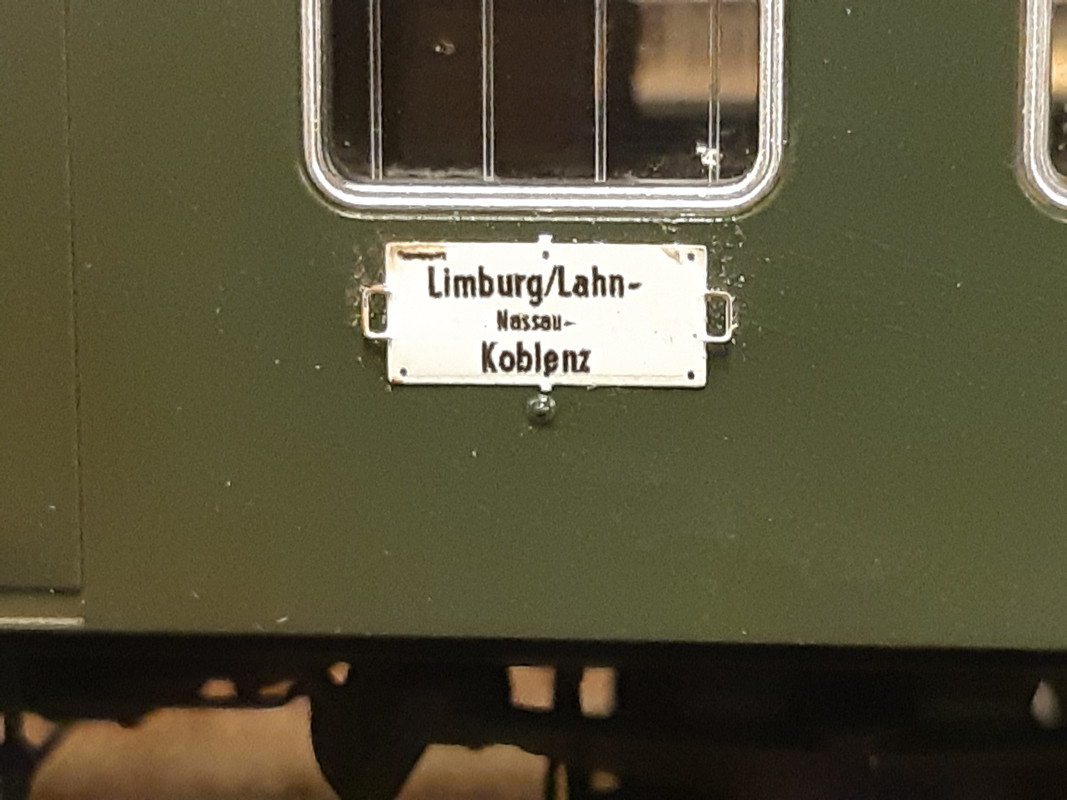 Limburg/Lahn-
Nassau-
Koblenz